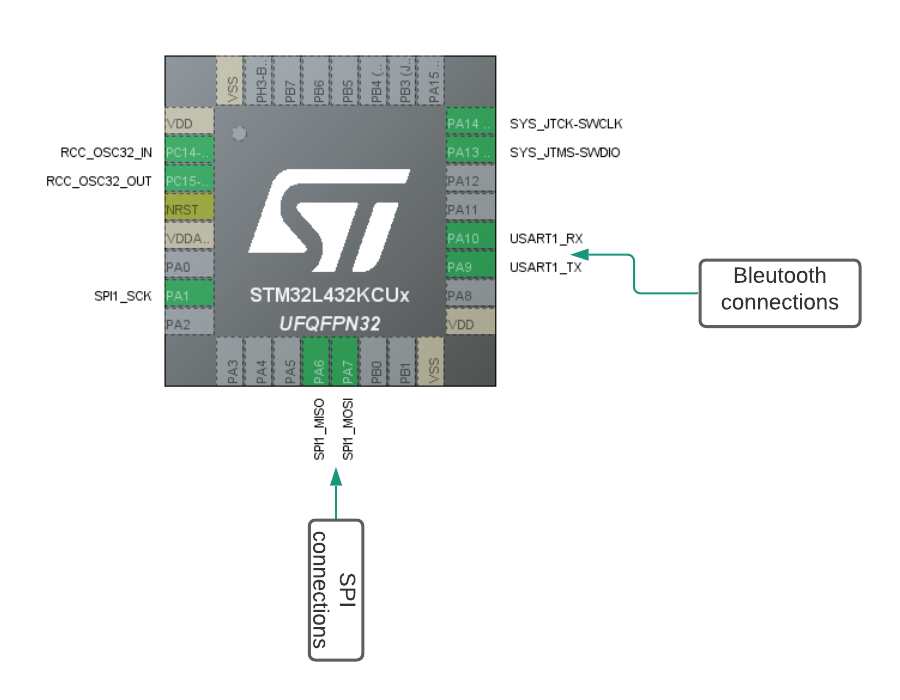 VSS
PH3-B..
PB7
PB6
PB5
PB4 (..
PB3 (J..
PA15 ..
VDD
RCC_OSC32_IN PC14-..
RCC_OSC32_OUT PC15-..
NRST
VDDA..
PA0
SPI1_SCK PA1
PA2
PA14 .. SYS_JTCK-SWCLK
PA13 .. SYS_JTMS-SWDIO
PA12
PA11
PA10 USART1_RX
PA9 USART1_TX
PA8
VDD
ST
STM32L432KCUx
UFQFPN32
PA3
PA4
PA5
PA6
PA7
PB0
PB1
VSS
SPI1_MISO
SPI1_MOSI
Bleutooth
connections
SPI
connections